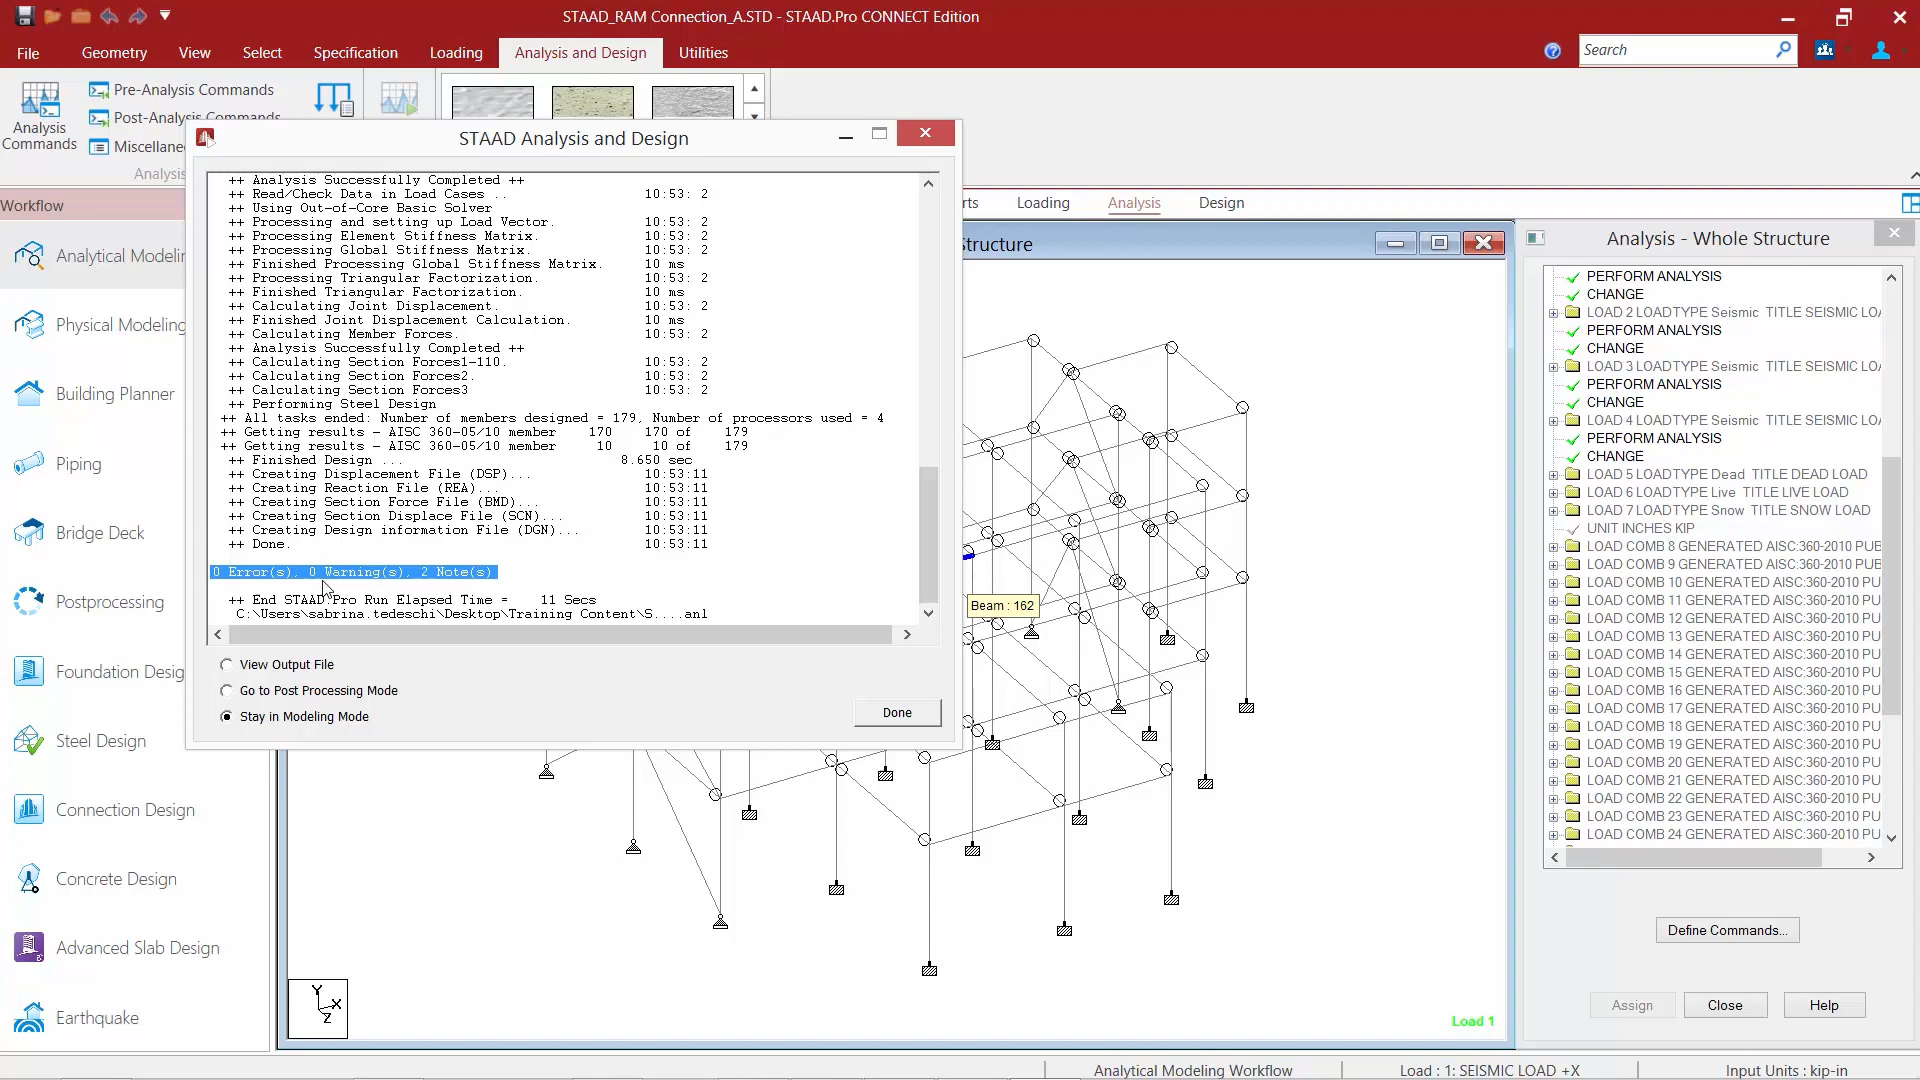 STAAD_RAM Connection_A.STD - STAAD.Pro CONNECT Edition
File
Geometry
View
Select
Specification
Loading
Analysis and Design
Utilities
Search
Analysis
Commands
Pre-Analysis Commands
Post-Analysis Commands
Miscellane
Analysis
STAAD Analysis and Design
++ Analysis Successfully Completed ++
++ Read/Check Data in Load Cases .. 10:53: 2
++ Using Out-of-Core Basic Solver
++ Processing and setting up Load Vector. 10:53: 2
++ Processing Element Stiffness Matrix. 10:53: 2
++ Processing Global Stiffness Matrix. 10:53: 2
++ Finished Processing Global Stiffness Matrix. 10 ms
++ Processing Triangular Factorization. 10:53: 2
++ Finished Triangular Factorization. 10 ms
++ Calculating Joint Displacement. 10:53: 2
++ Finished Joint Displacement Calculation. 10 ms
++ Calculating Member Forces. 10:53: 2
++ Analysis Successfully Completed ++
++ Calculating Section Forces1-110. 10:53: 2
++ Calculating Section Forces2. 10:53: 2
++ Calculating Section Forces3 10:53: 2
++ Performing Steel Design
++ All tasks ended: Number of members designed = 179, Number of processors used = 4
++ Getting results - AISC 360-05/10 member 170 170 of 179
++ Getting results - AISC 360-05/10 member 10 10 of 179
++ Finished Design ... 8.650 sec
++ Creating Displacement File (DSP)... 10:53:11
++ Creating Reaction File (REA)... 10:53:11
++ Creating Section Force File (BMD)... 10:53:11
++ Creating Section Displace File (SCN)... 10:53:11
++ Creating Design information File (DGN)... 10:53:11
++ Done. 10:53:11
0 Error(s), 0 Warning(s), 2 Note(s)
++ End STAAD.Pro Run Elapsed Time = 11 Secs
C:\Users\sabrina.tedeschi\Desktop\Training Content\S....anl
View Output File
Go to Post Processing Mode
Stay in Modeling Mode
Done
Workflow
Analytical Modelin
Physical Modeling
Building Planner
Piping
Bridge Deck
Postprocessing
Foundation Desig
Steel Design
Connection Design
Concrete Design
Advanced Slab Design
Earthquake
rts
Loading
Analysis
Design
Structure
Beam : 162
Y
X
Z
Load 1
Analysis - Whole Structure
PERFORM ANALYSIS
CHANGE
LOAD 2 LOADTYPE Seismic TITLE SEISMIC LOA
PERFORM ANALYSIS
CHANGE
LOAD 3 LOADTYPE Seismic TITLE SEISMIC LOA
PERFORM ANALYSIS
CHANGE
LOAD 4 LOADTYPE Seismic TITLE SEISMIC LOA
PERFORM ANALYSIS
CHANGE
LOAD 5 LOADTYPE Dead TITLE DEAD LOAD
LOAD 6 LOADTYPE Live TITLE LIVE LOAD
LOAD 7 LOADTYPE Snow TITLE SNOW LOAD
UNIT INCHES KIP
LOAD COMB 8 GENERATED AISC:360-2010 PUB
LOAD COMB 9 GENERATED AISC:360-2010 PUB
LOAD COMB 10 GENERATED AISC:360-2010 PU
LOAD COMB 11 GENERATED AISC:360-2010 PU
LOAD COMB 12 GENERATED AISC:360-2010 PU
LOAD COMB 13 GENERATED AISC:360-2010 PU
LOAD COMB 14 GENERATED AISC:360-2010 PU
LOAD COMB 15 GENERATED AISC:360-2010 PU
LOAD COMB 16 GENERATED AISC:360-2010 PU
LOAD COMB 17 GENERATED AISC:360-2010 PU
LOAD COMB 18 GENERATED AISC:360-2010 PU
LOAD COMB 19 GENERATED AISC:360-2010 PU
LOAD COMB 20 GENERATED AISC:360-2010 PU
LOAD COMB 21 GENERATED AISC:360-2010 PU
LOAD COMB 22 GENERATED AISC:360-2010 PU
LOAD COMB 23 GENERATED AISC:360-2010 PU
LOAD COMB 24 GENERATED AISC:360-2010 PU
Define Commands...
Assign
Close
Help
Analytical Modeling Workflow
Load : 1: SEISMIC LOAD +X
Input Units : kip-in